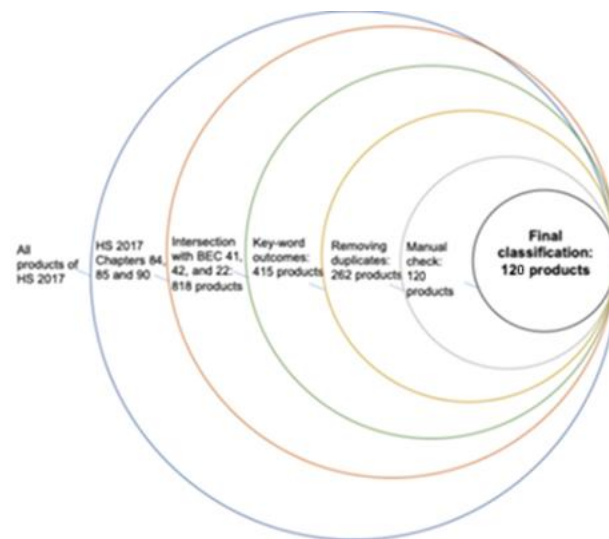 All
products of
HS 2017
HS 2017
Chapters 84,
85 and 90
Intersection
with BEC 41,
42, and 22:
818 products
Key-word
outcomes:
415 products
Removing
duplicates:
262 products
Manual
check:
120
products
Final
classification:
120 products